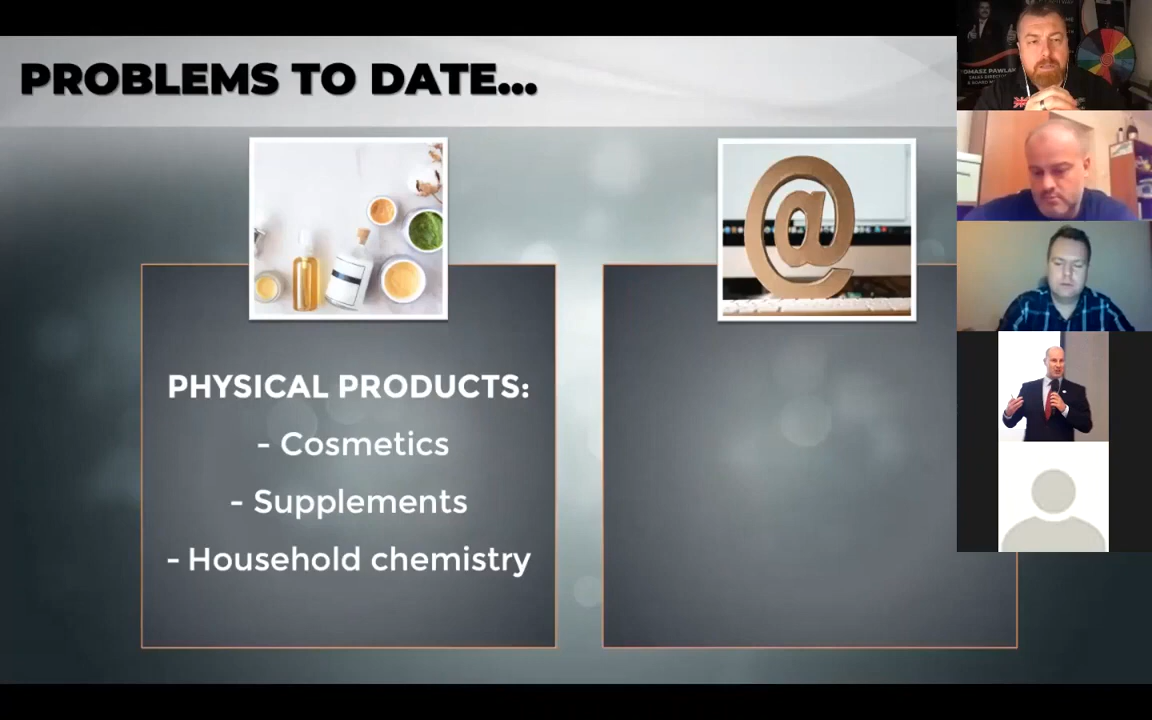 PROBLEMS TO DATE...
PHYSICAL PRODUCTS:
- Cosmetics
- Supplements
- Household chemistry